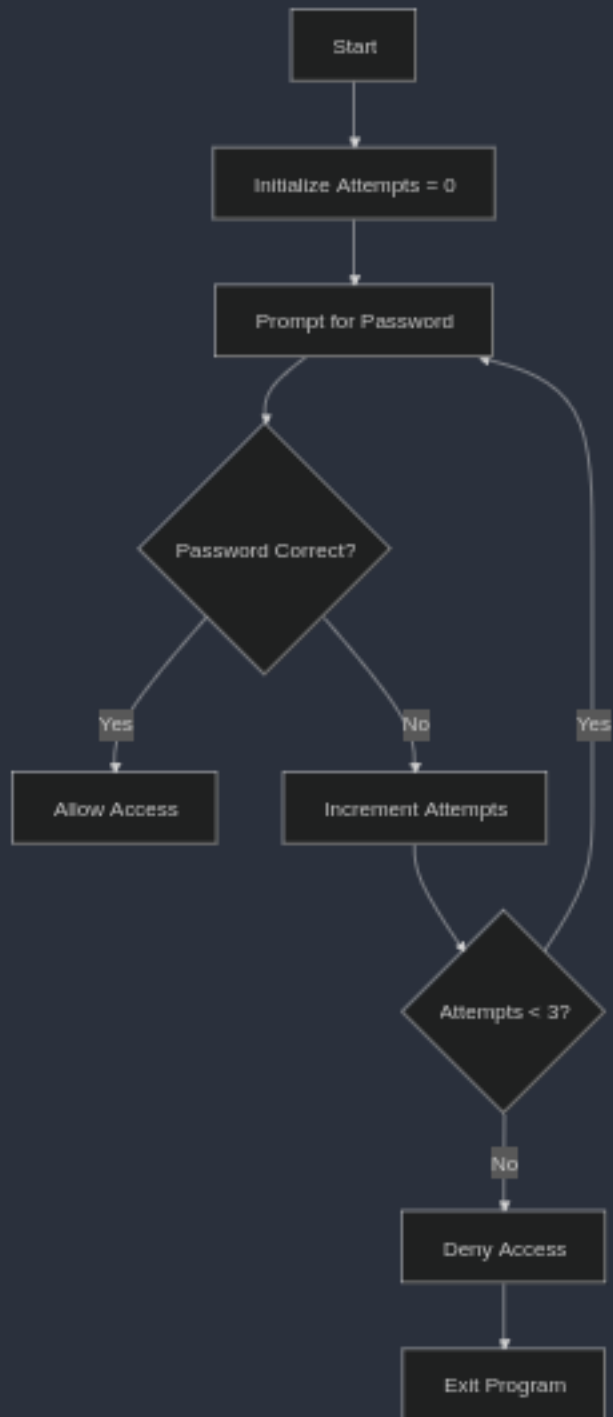 Start
Initialize Attempts = 0
Prompt for Password
Password Correct?
Yes
No
Yes
Allow Access
Increment Attempts
Attempts < 3?
No
Deny Access
Exit Program